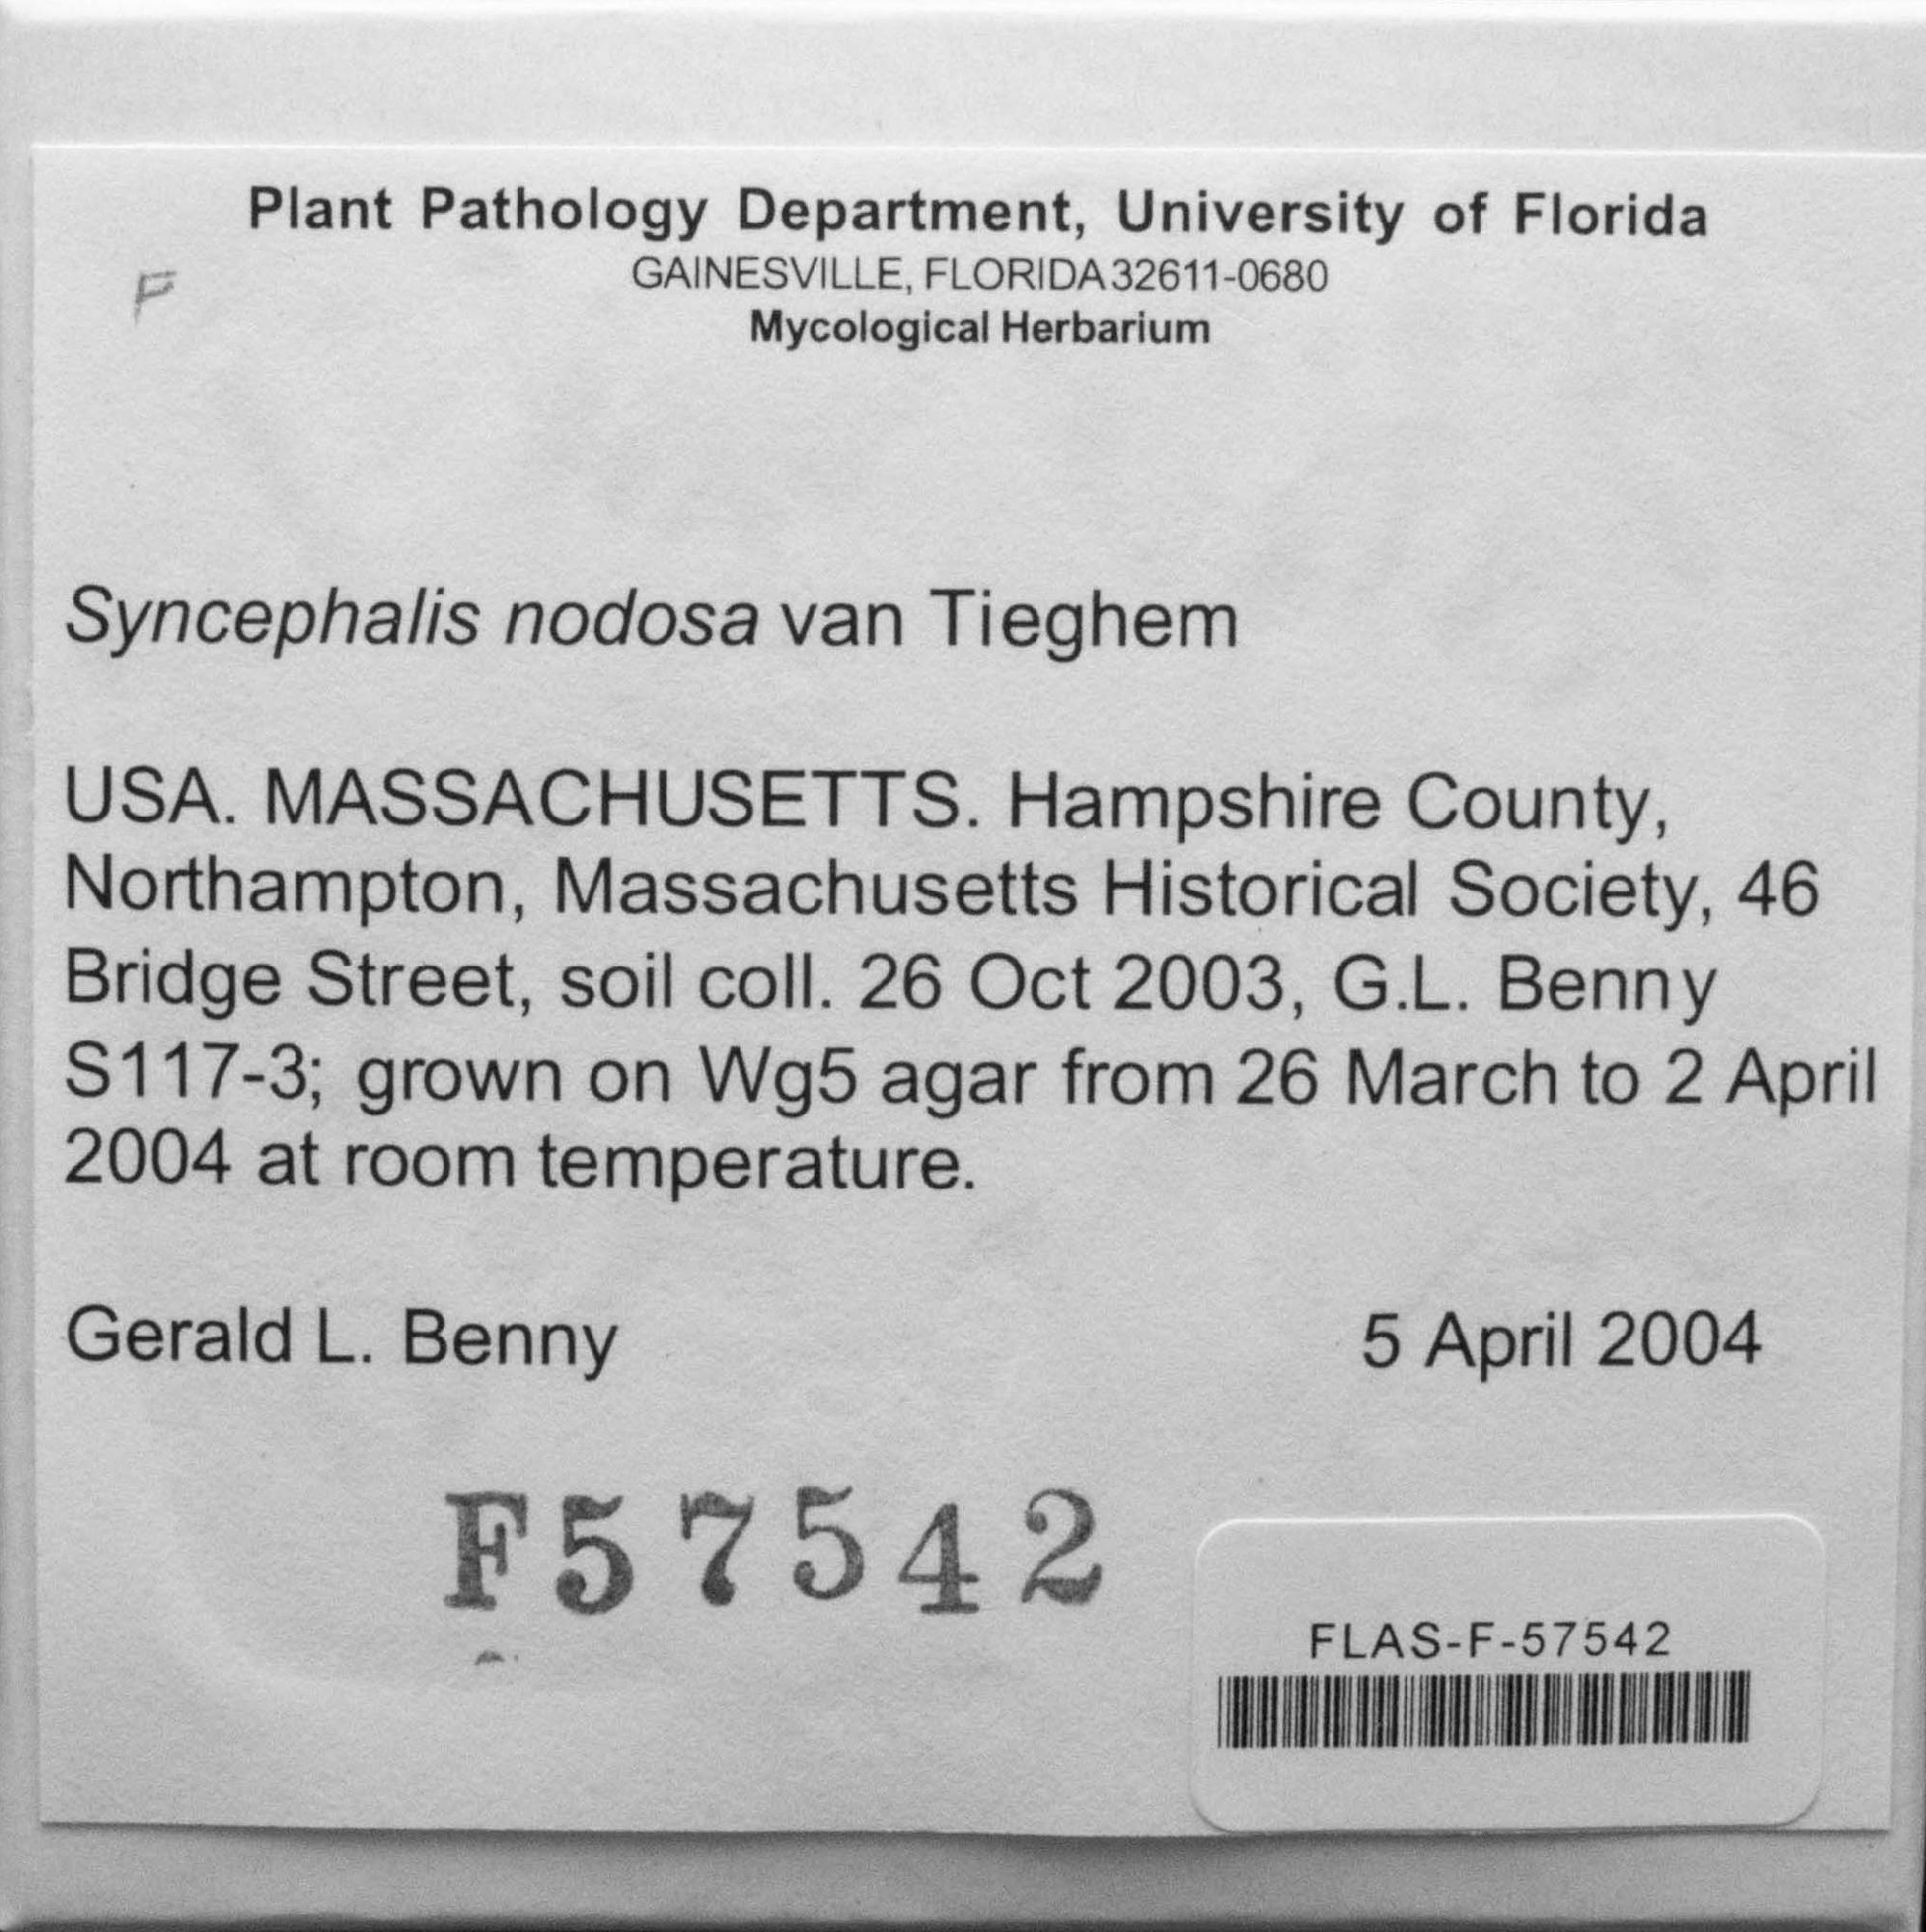 Plant Pathology Department, University of Florida
GAINESVILLE, FLORIDA 32611-0680
F
Mycological Herbarium
Syncephalis nodosa van Tieghem
USA. MASSACHUSETTS. Hampshire County,
Northampton, Massachusetts Historical Society, 46
Bridge Street, soil coll. 26 Oct 2003, G.L. Benny
S117-3; grown on Wg5 agar from 26 March to 2 April
2004 at room temperature.
Gerald L. Benny 5 April 2004
F57542
FLAS-F-57542